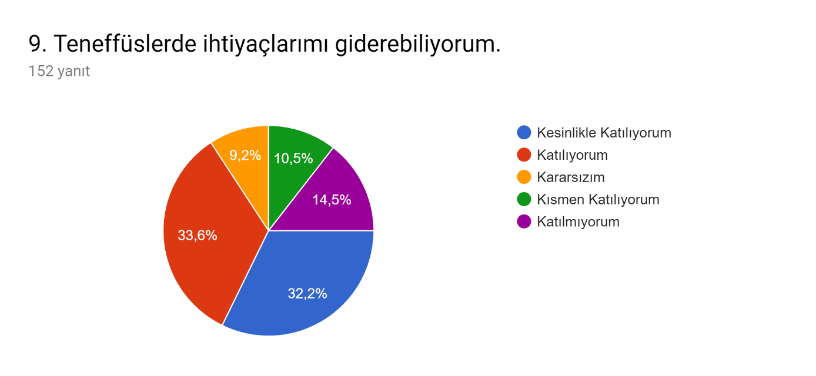 9. Teneffüslerde ihtiyaçlarımı giderebiliyorum.
152 yanıt
Kesinlikle Katılıyorum
Katılıyorum
Kararsızım
Kısmen Katılıyorum
Katılmıyorum
9,2%
10,5%
14,5%
33,6%
32,2%